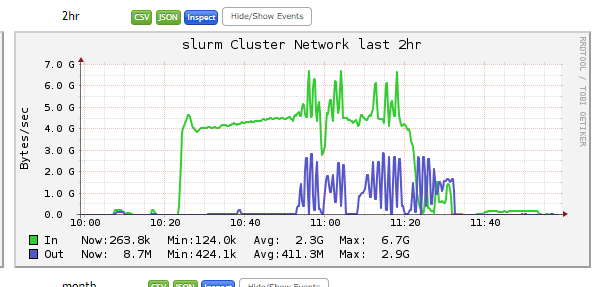 2hr CSV JSON Inspect Hide/Show Events
slurm Cluster Network last 2hr
RRDTOOL / TOBI OETIKER
Bytes/sec
7.0 G
6.0 G
5.0 G
4.0 G
3.0 G
2.0 G
1.0 G
0.0
10:00 10:20 10:40 11:00 11:20 11:40
In Now:263.8k Min:124.0k Avg: 2.3G Max: 6.7G
Out Now: 8.7M Min:424.1k Avg:411.3M Max: 2.9G
month CSV JSON Inspect Hide/Show Events